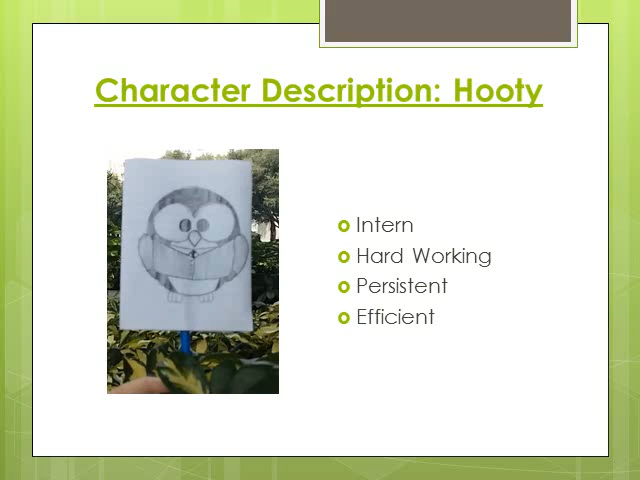 Character Description: Hooty
Intern
Hard Working
Persistent
Efficient